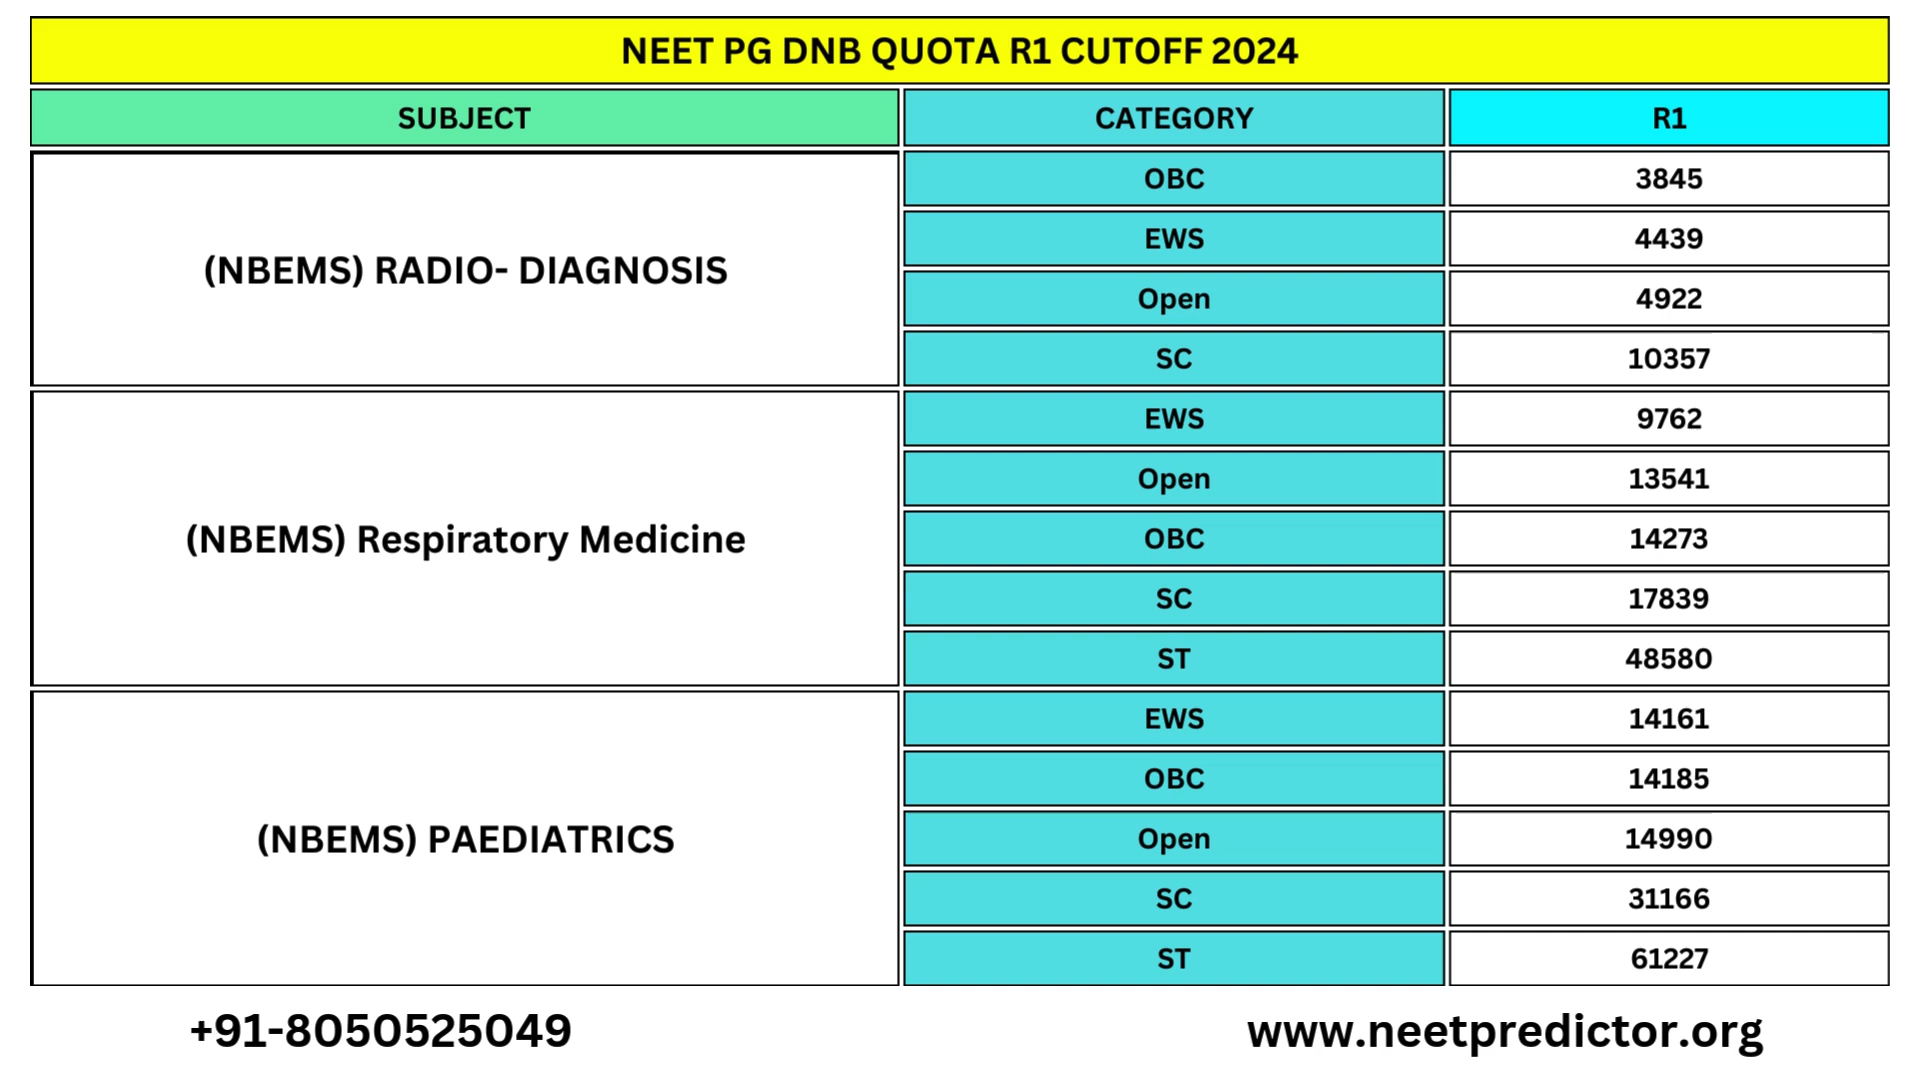 NEET PG DNB QUOTA R1 CUTOFF 2024
SUBJECT CATEGORY R1
(NBEMS) RADIO- DIAGNOSIS
OBC 3845
EWS 4439
Open 4922
SC 10357
(NBEMS) Respiratory Medicine
EWS 9762
Open 13541
OBC 14273
SC 17839
ST 48580
(NBEMS) PAEDIATRICS
EWS 14161
OBC 14185
Open 14990
SC 31166
ST 61227
+91-8050525049 www.neetpredictor.org